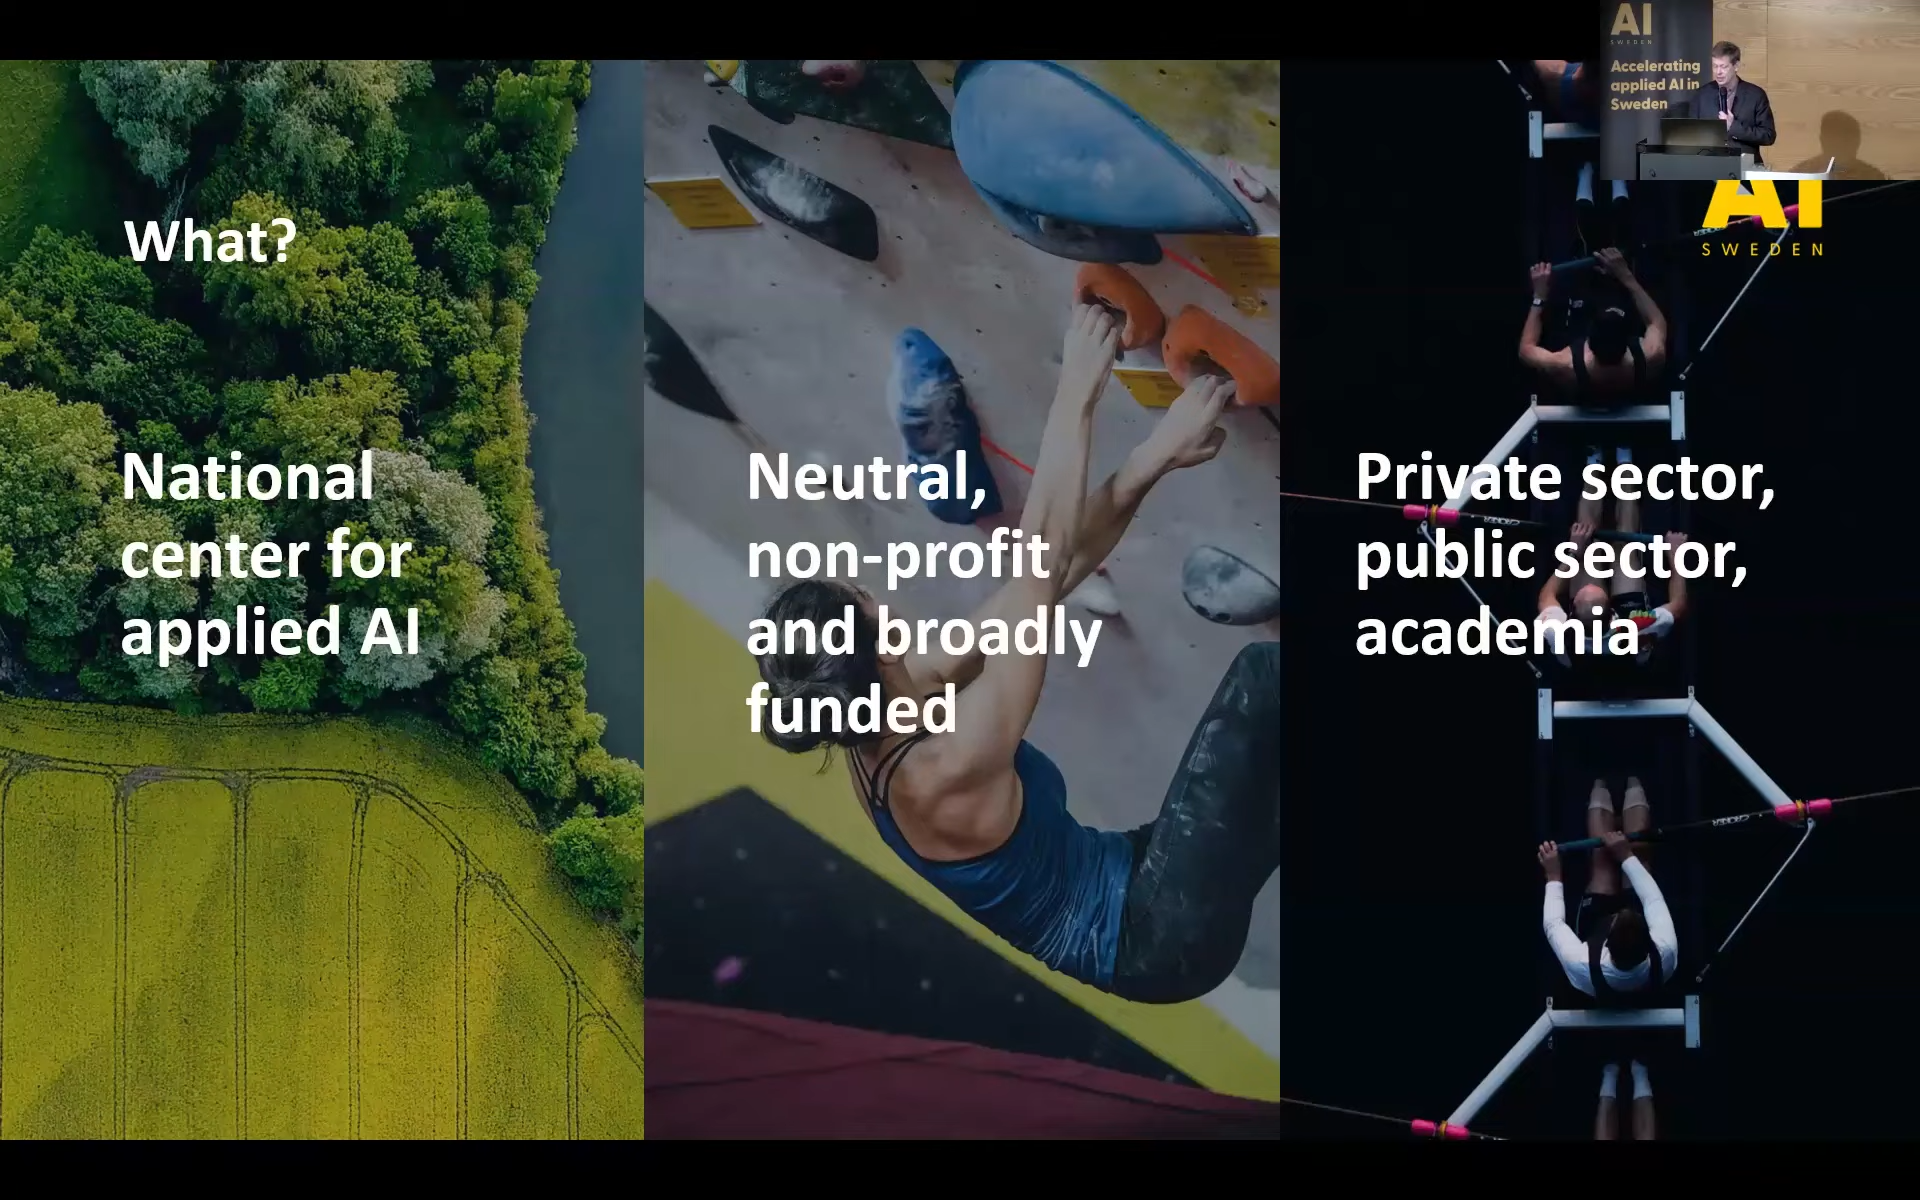 AI
SWEDEN
Accelerating
applied AI in
Sweden
AI
SWEDEN
What?
National
center for
applied AI
Neutral,
non-profit
and broadly
funded
Private sector,
public sector,
academia